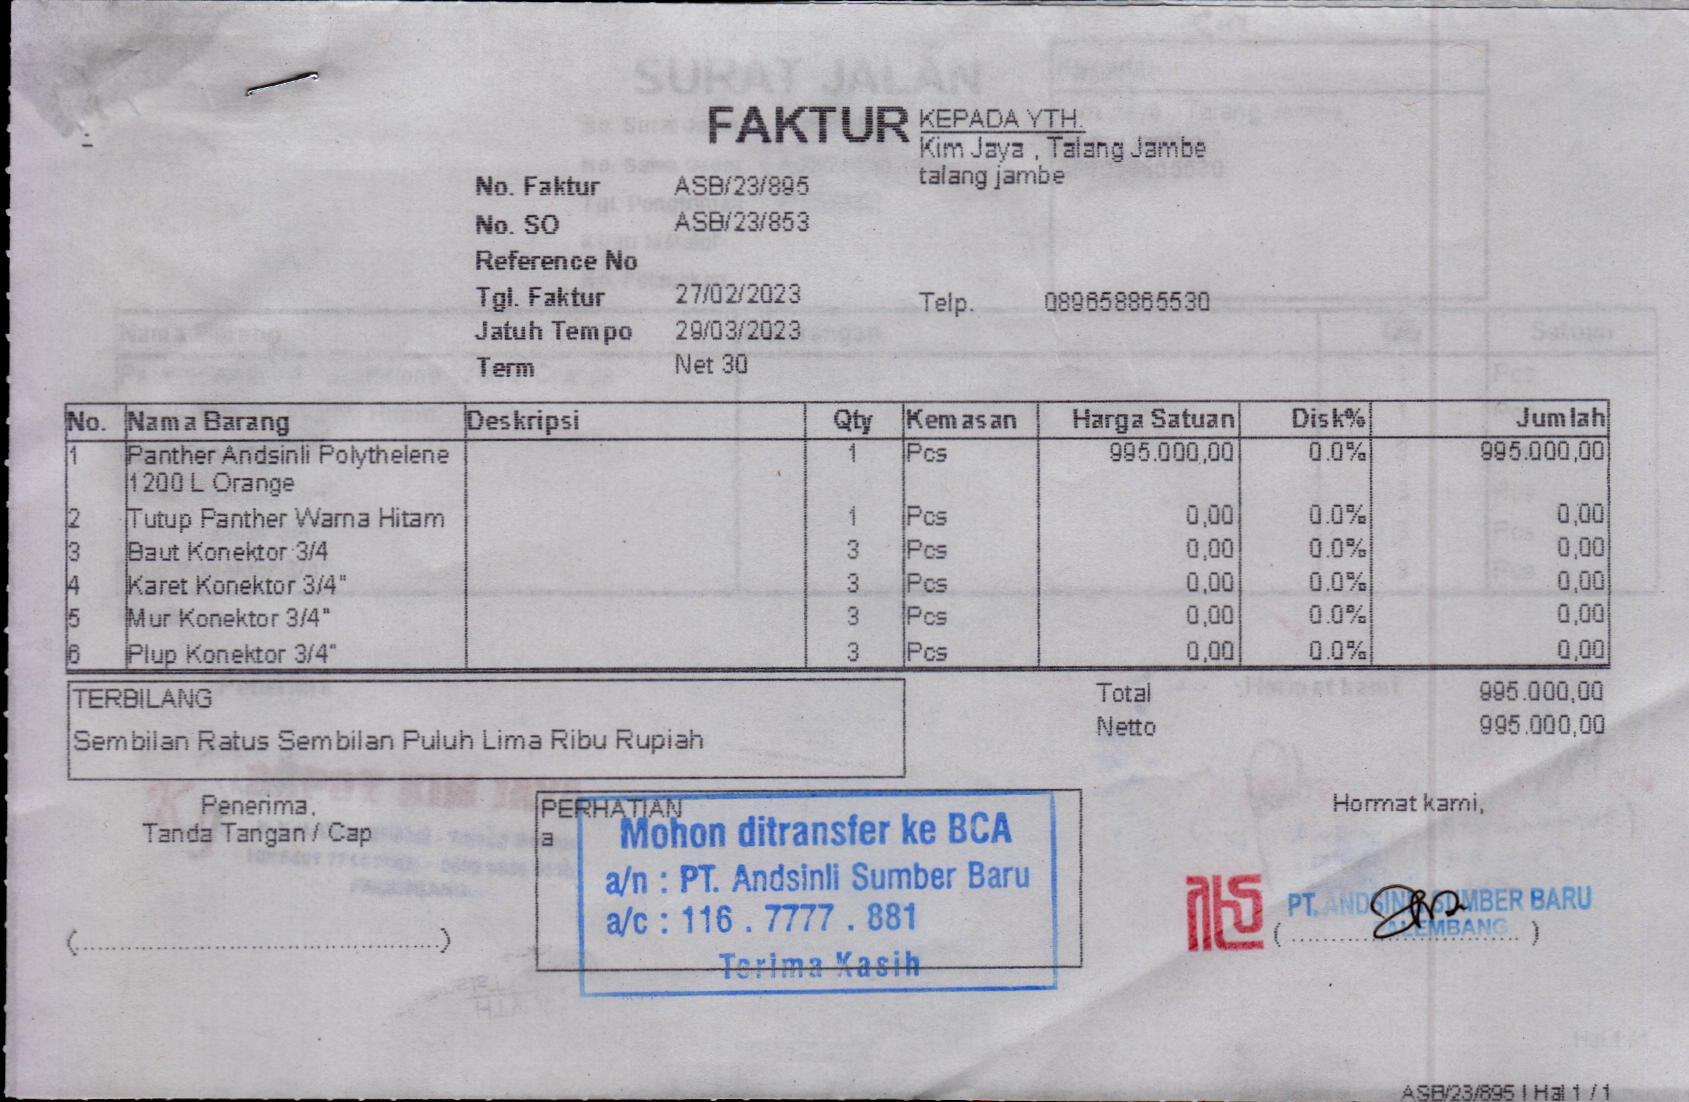 FAKTUR
KEPADA YTH.
Kim Jaya , Talang Jambe
talang jambe
No. Faktur ASB/23/895
No. SO ASB/23/853
Reference No
Tgl. Faktur 27/02/2023
Telp. 089658865530
Jatuh Tempo 29/03/2023
Term Net 30
No. Nama Barang Deskripsi Qty Kemasan Harga Satuan Disk% Jumlah
1 Panther Andsinli Polythelene 1 Pcs 995.000,00 0.0% 995.000,00
1200 L Orange
2 Tutup Panther Warna Hitam 1 Pcs 0,00 0.0% 0,00
3 Baut Konektor 3/4 3 Pcs 0,00 0.0% 0,00
4 Karet Konektor 3/4" 3 Pcs 0,00 0.0% 0,00
5 Mur Konektor 3/4" 3 Pcs 0,00 0.0% 0,00
6 Plup Konektor 3/4" 3 Pcs 0,00 0.0% 0,00
TERBILANG
Sembilan Ratus Sembilan Puluh Lima Ribu Rupiah
Total 995.000,00
Netto 995.000,00
Penerima,
Tanda Tangan / Cap
(.......................................)
PERHATIAN
a
Mohon ditransfer ke BCA
a/n : PT. Andsinli Sumber Baru
a/c : 116 . 7777 . 881
Terima Kasih
Hormat kami,
PT. ANDSINLI SUMBER BARU
PALEMBANG
(..............................)
ASB/23/895 | Hal 1 / 1